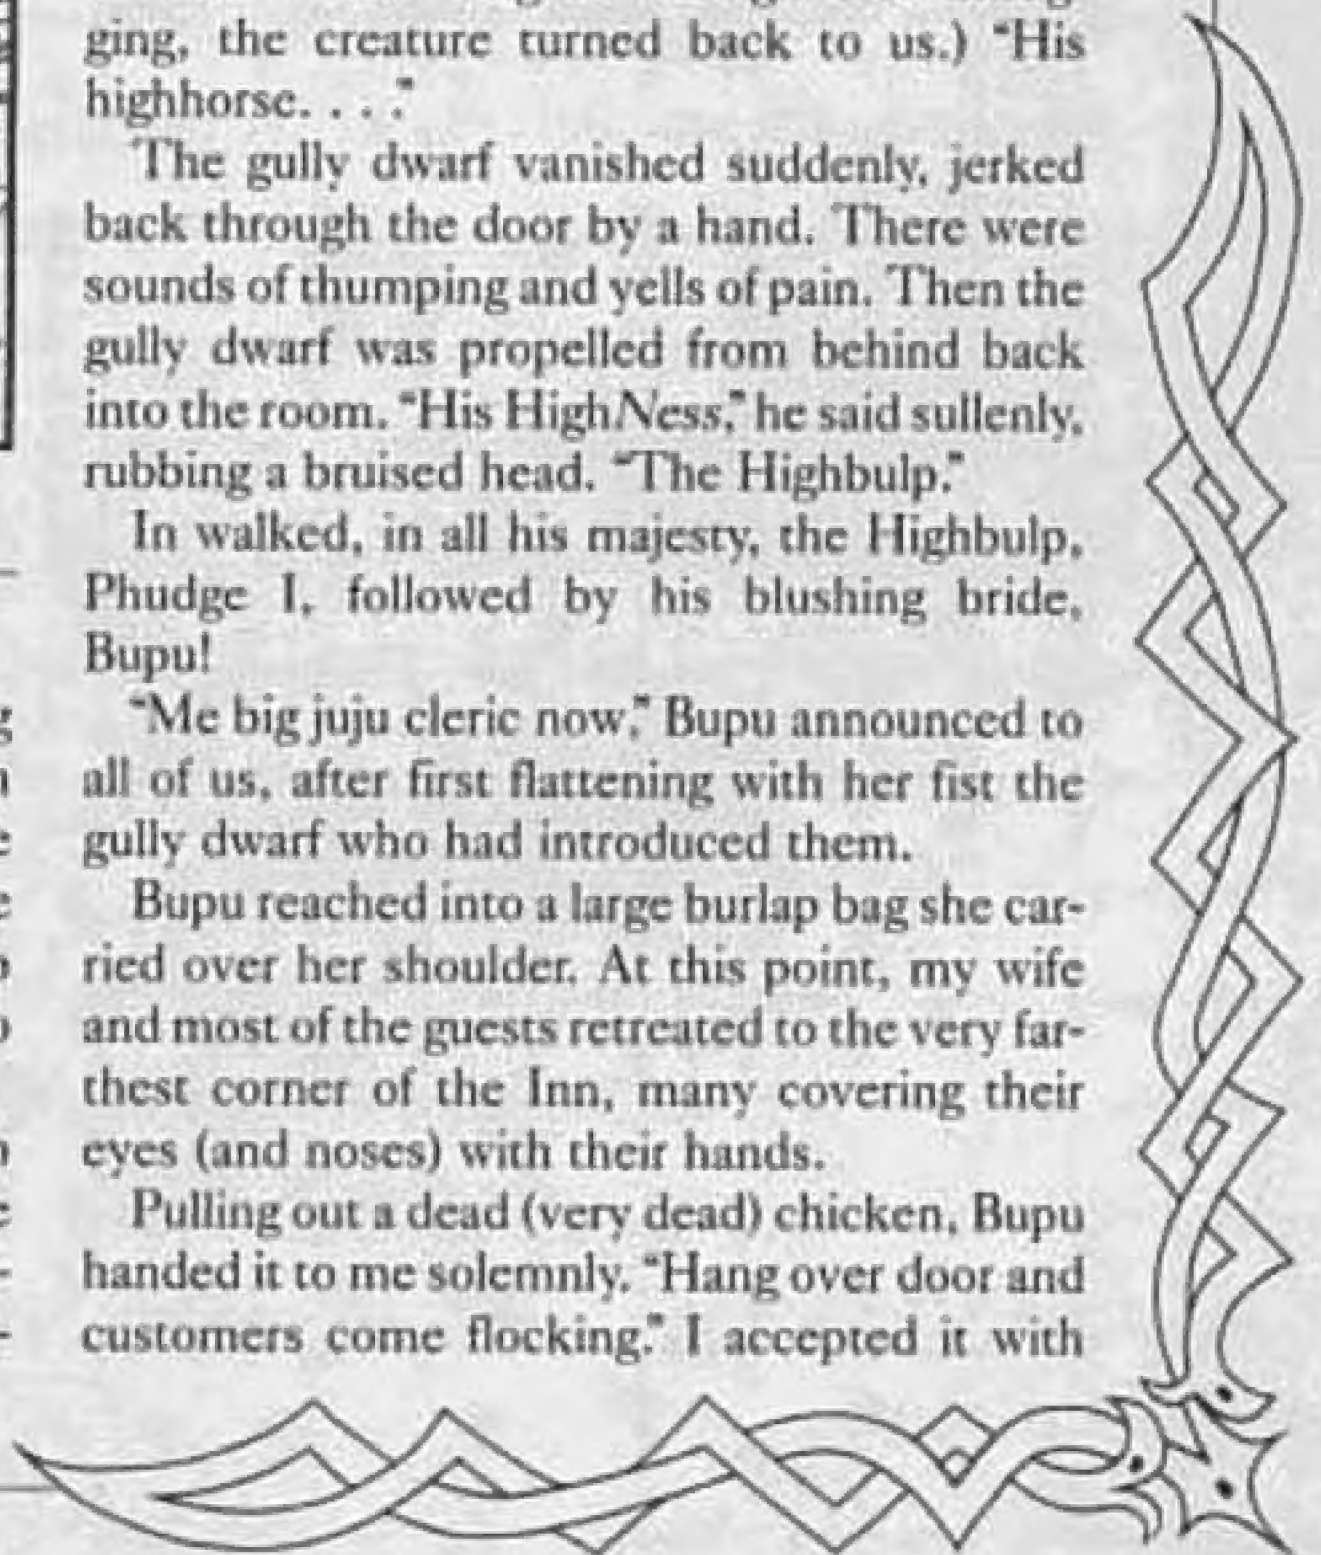 ging, the creature turned back to us.) "His
highhorse. . . ."
The gully dwarf vanished suddenly, jerked
back through the door by a hand. There were
sounds of thumping and yells of pain. Then the
gully dwarf was propelled from behind back
into the room. "His HighNess," he said sullenly,
rubbing a bruised head. "The Highbulp."
In walked, in all his majesty, the Highbulp,
Phudge I, followed by his blushing bride,
Bupu!
"Me big juju cleric now," Bupu announced to
all of us, after first flattening with her fist the
gully dwarf who had introduced them.
Bupu reached into a large burlap bag she car-
ried over her shoulder. At this point, my wife
and most of the guests retreated to the very far-
thest corner of the Inn, many covering their
eyes (and noses) with their hands.
Pulling out a dead (very dead) chicken, Bupu
handed it to me solemnly. "Hang over door and
customers come flocking." I accepted it with